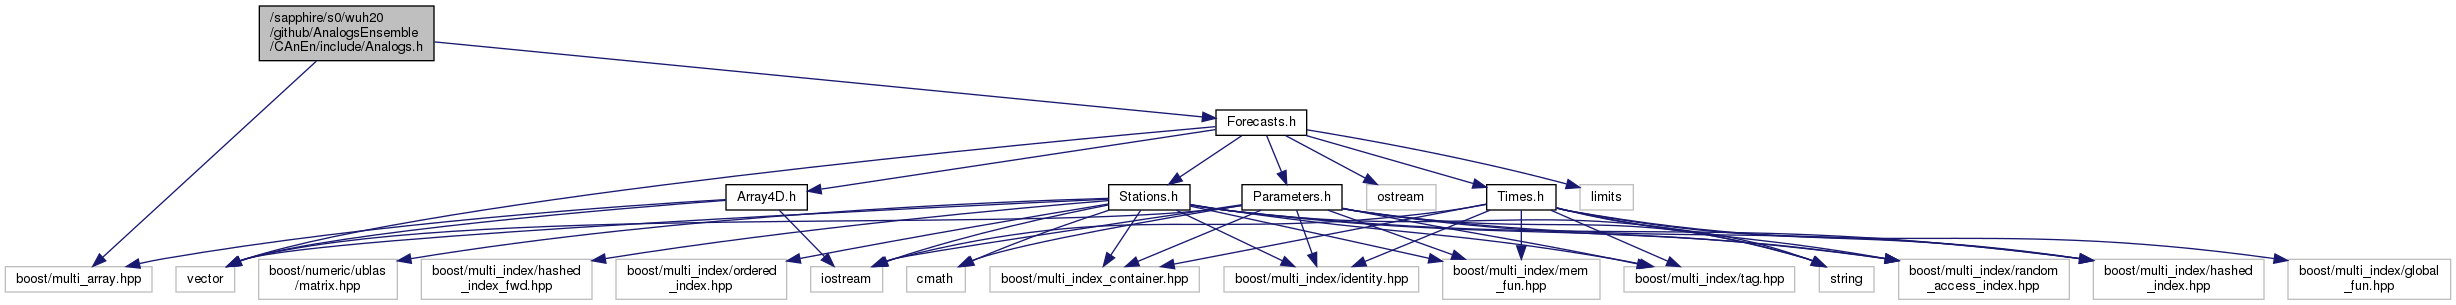 /sapphire/s0/wuh20
/github/AnalogsEnsemble
/CAnEn/include/Analogs.h
Forecasts.h
Array4D.h
Stations.h
Parameters.h
ostream
Times.h
limits
boost/multi_array.hpp
vector
boost/numeric/ublas
/matrix.hpp
boost/multi_index/hashed
_index_fwd.hpp
boost/multi_index/ordered
_index.hpp
iostream
cmath
boost/multi_index_container.hpp
boost/multi_index/identity.hpp
boost/multi_index/mem
_fun.hpp
boost/multi_index/tag.hpp
string
boost/multi_index/random
_access_index.hpp
boost/multi_index/hashed
_index.hpp
boost/multi_index/global
_fun.hpp